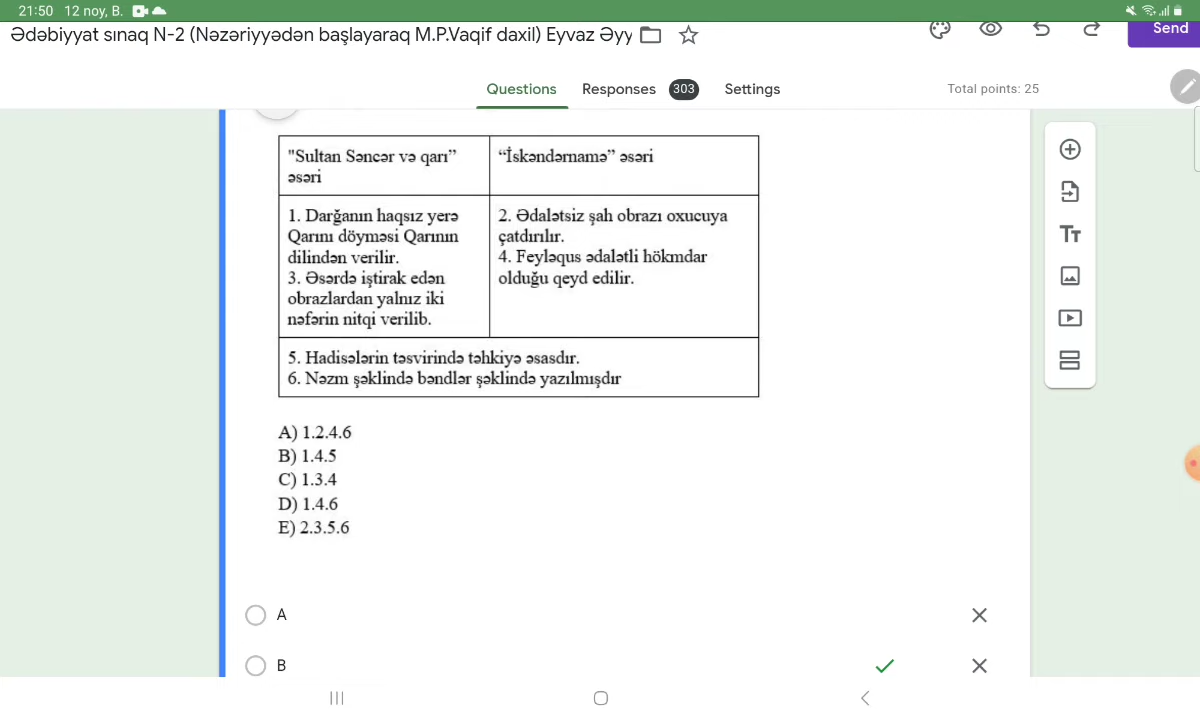 21:50 12 noy, B.
Ədəbiyyat sınaq N-2 (Nəzəriyyədən başlayaraq M.P.Vaqif daxil) Eyvaz Əyy
Send
Questions Responses 303 Settings
Total points: 25
"Sultan Səncər və qarı" əsəri
“İskəndərnamə” əsəri
1. Darğanın haqsız yerə
Qarını döyməsi Qarının
dilindən verilir.
3. Əsərdə iştirak edən
obrazlardan yalnız iki
nəfərin nitqi verilib.
2. Ədalətsiz şah obrazı oxucuya
çatdırılır.
4. Feyləqus ədalətli hökmdar
olduğu qeyd edilir.
5. Hadisələrin təsvirində təhkiyə əsasdır.
6. Nəzm şəklində bəndlər şəklində yazılmışdır
A) 1.2.4.6
B) 1.4.5
C) 1.3.4
D) 1.4.6
E) 2.3.5.6
A
B